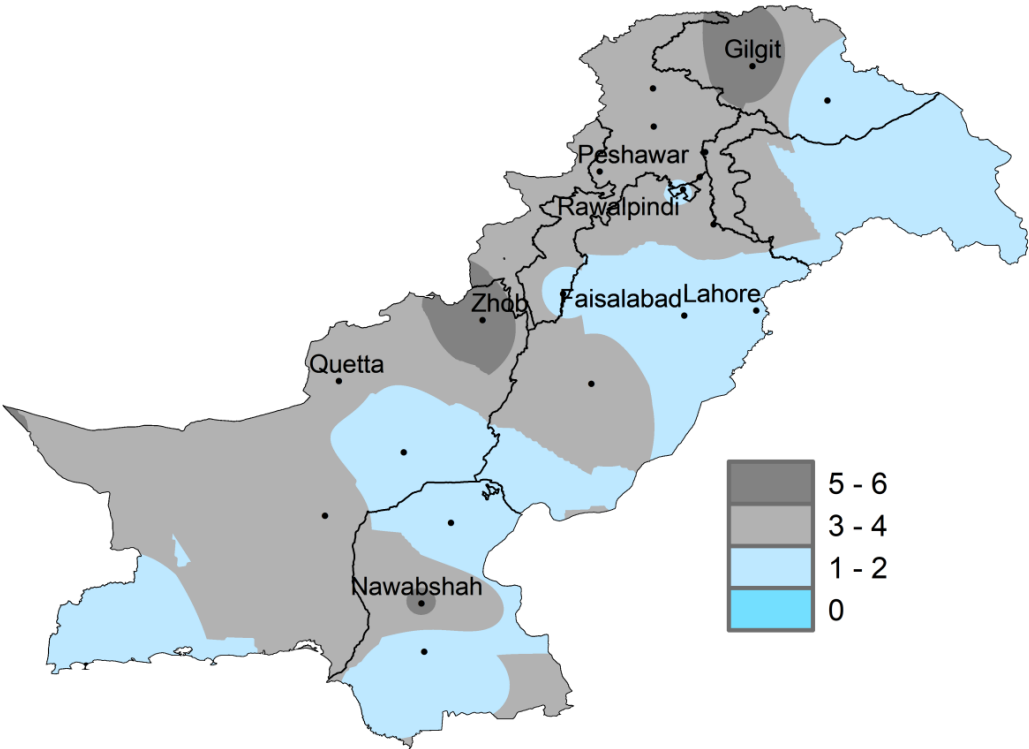 Gilgit
Peshawar
Rawalpindi
Zhob
Faisalabad
Lahore
Quetta
Nawabshah
5 - 6
3 - 4
1 - 2
0